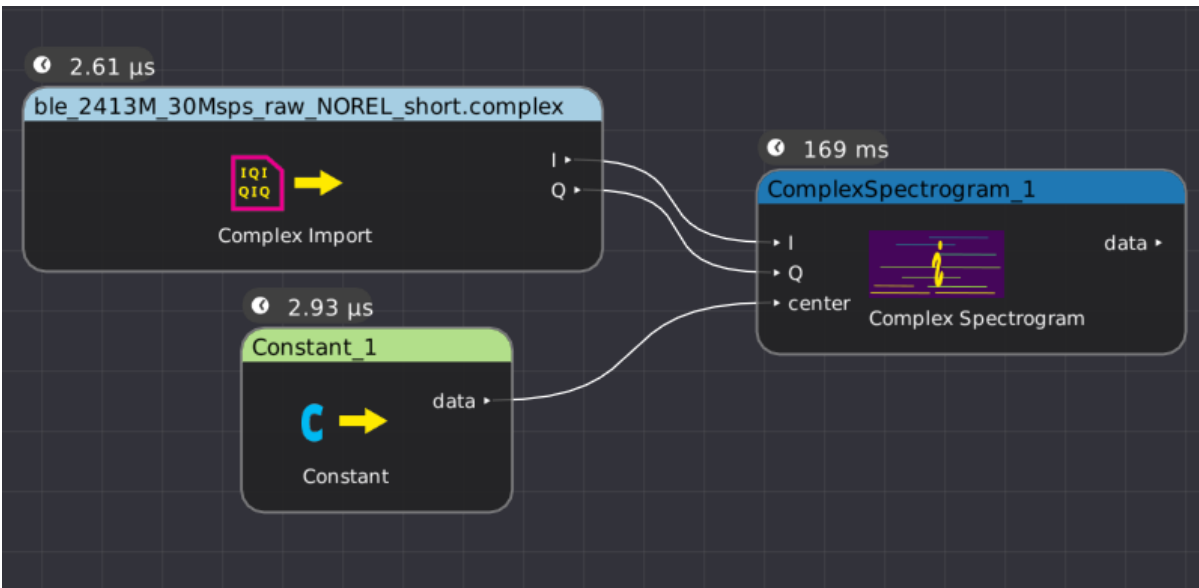 2.61 µs
ble_2413M_30Msps_raw_NOREL_short.complex
I
Q
IQI
QIQ
Complex Import
169 ms
ComplexSpectrogram_1
I
Q
center
data
Complex Spectrogram
2.93 µs
Constant_1
data
C
Constant